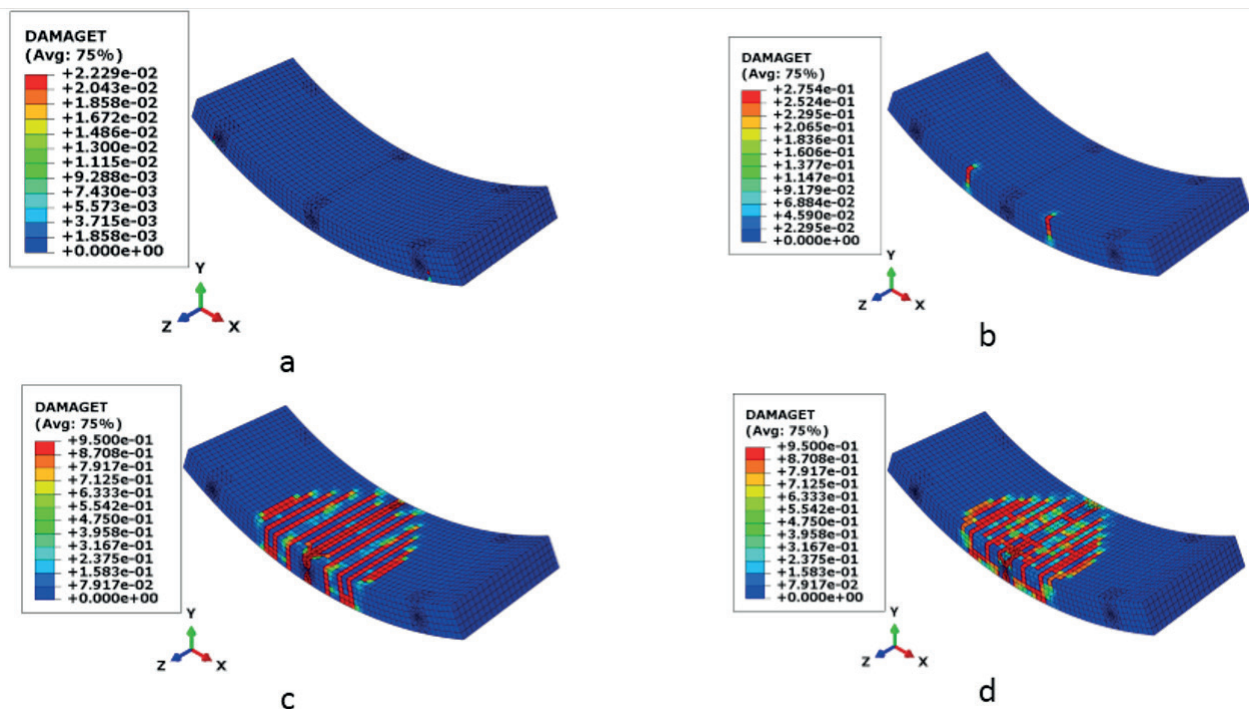 DAMAGET
(Avg: 75%)
+2.229e-02
+2.043e-02
+1.858e-02
+1.672e-02
+1.486e-02
+1.300e-02
+1.115e-02
+9.288e-03
+7.430e-03
+5.573e-03
+3.715e-03
+1.858e-03
+0.000e+00
Y
Z
X
a
DAMAGET
(Avg: 75%)
+2.754e-01
+2.524e-01
+2.295e-01
+2.065e-01
+1.836e-01
+1.606e-01
+1.377e-01
+1.147e-01
+9.179e-02
+6.884e-02
+4.590e-02
+2.295e-02
+0.000e+00
Y
Z
X
b
DAMAGET
(Avg: 75%)
+9.500e-01
+8.708e-01
+7.917e-01
+7.125e-01
+6.333e-01
+5.542e-01
+4.750e-01
+3.958e-01
+3.167e-01
+2.375e-01
+1.583e-01
+7.917e-02
+0.000e+00
Y
Z
X
c
DAMAGET
(Avg: 75%)
+9.500e-01
+8.708e-01
+7.917e-01
+7.125e-01
+6.333e-01
+5.542e-01
+4.750e-01
+3.958e-01
+3.167e-01
+2.375e-01
+1.583e-01
+7.917e-02
+0.000e+00
Y
Z
X
d